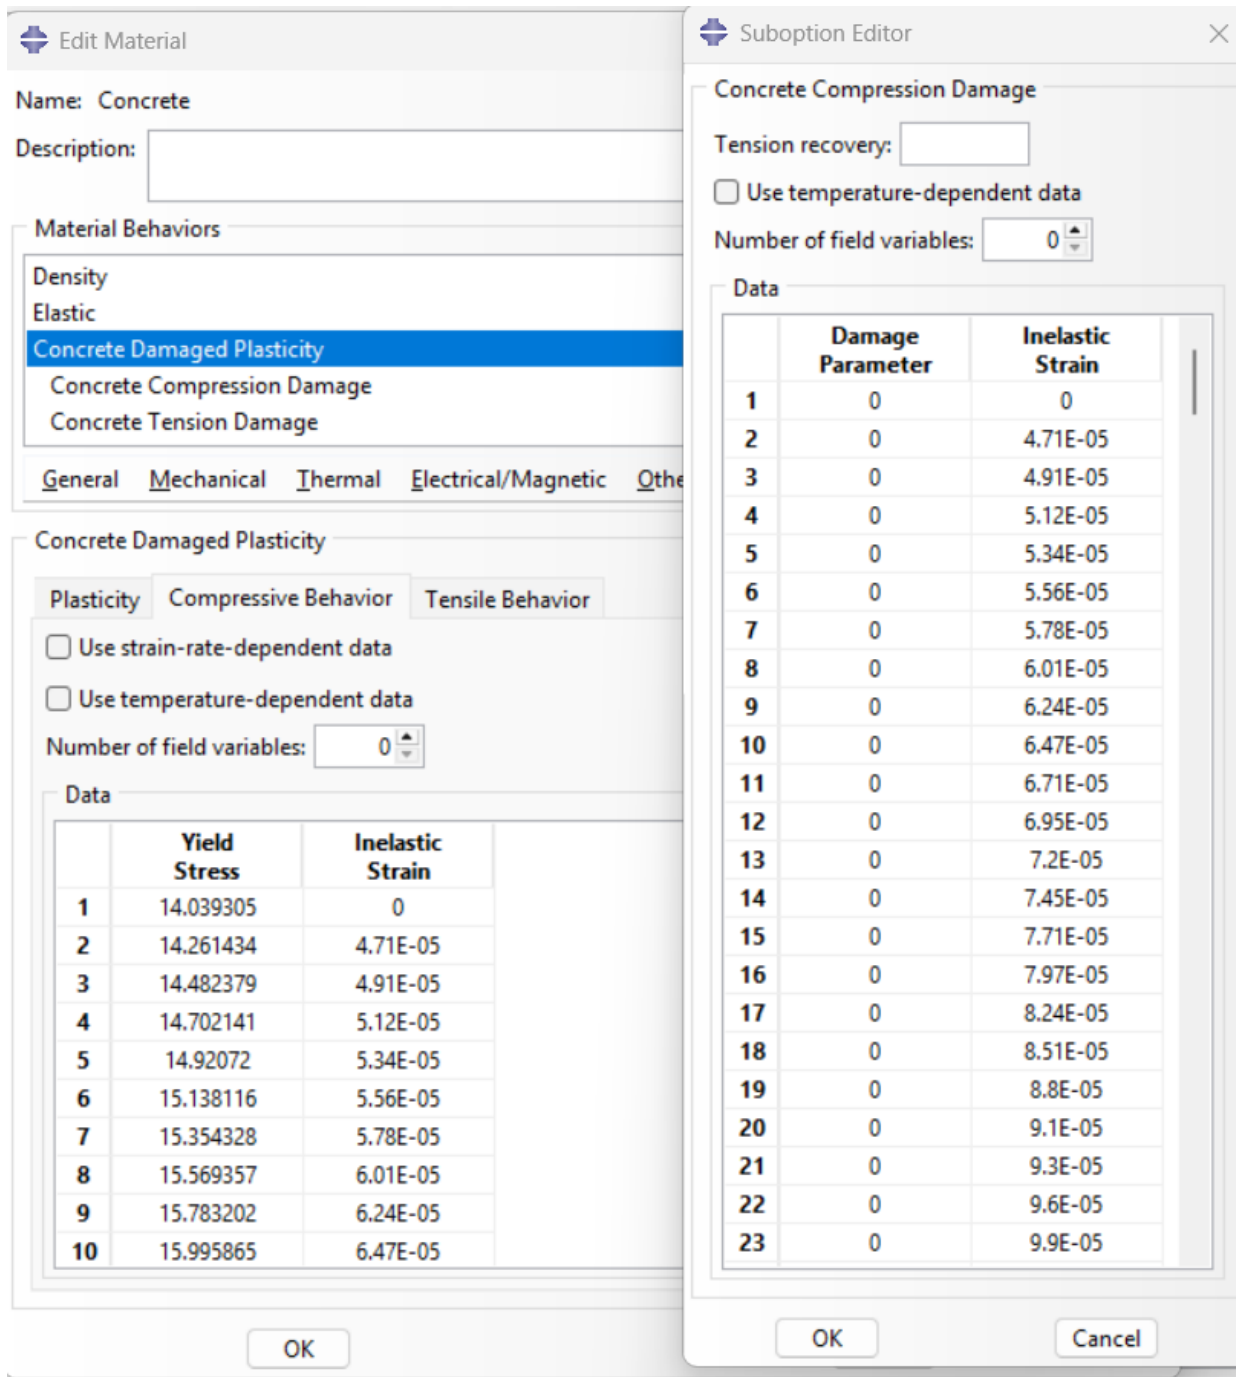 Edit Material
Name: Concrete
Description:
Material Behaviors
Density
Elastic
Concrete Damaged Plasticity
Concrete Compression Damage
Concrete Tension Damage
General Mechanical Thermal Electrical/Magnetic Othe
Concrete Damaged Plasticity
Plasticity Compressive Behavior Tensile Behavior
Use strain-rate-dependent data
Use temperature-dependent data
Number of field variables: 0
Data
Yield Stress Inelastic Strain
1 14.039305 0
2 14.261434 4.71E-05
3 14.482379 4.91E-05
4 14.702141 5.12E-05
5 14.92072 5.34E-05
6 15.138116 5.56E-05
7 15.354328 5.78E-05
8 15.569357 6.01E-05
9 15.783202 6.24E-05
10 15.995865 6.47E-05
OK
Suboption Editor
Concrete Compression Damage
Tension recovery:
Use temperature-dependent data
Number of field variables: 0
Data
Damage Parameter Inelastic Strain
1 0 0
2 0 4.71E-05
3 0 4.91E-05
4 0 5.12E-05
5 0 5.34E-05
6 0 5.56E-05
7 0 5.78E-05
8 0 6.01E-05
9 0 6.24E-05
10 0 6.47E-05
11 0 6.71E-05
12 0 6.95E-05
13 0 7.2E-05
14 0 7.45E-05
15 0 7.71E-05
16 0 7.97E-05
17 0 8.24E-05
18 0 8.51E-05
19 0 8.8E-05
20 0 9.1E-05
21 0 9.3E-05
22 0 9.6E-05
23 0 9.9E-05
OK Cancel